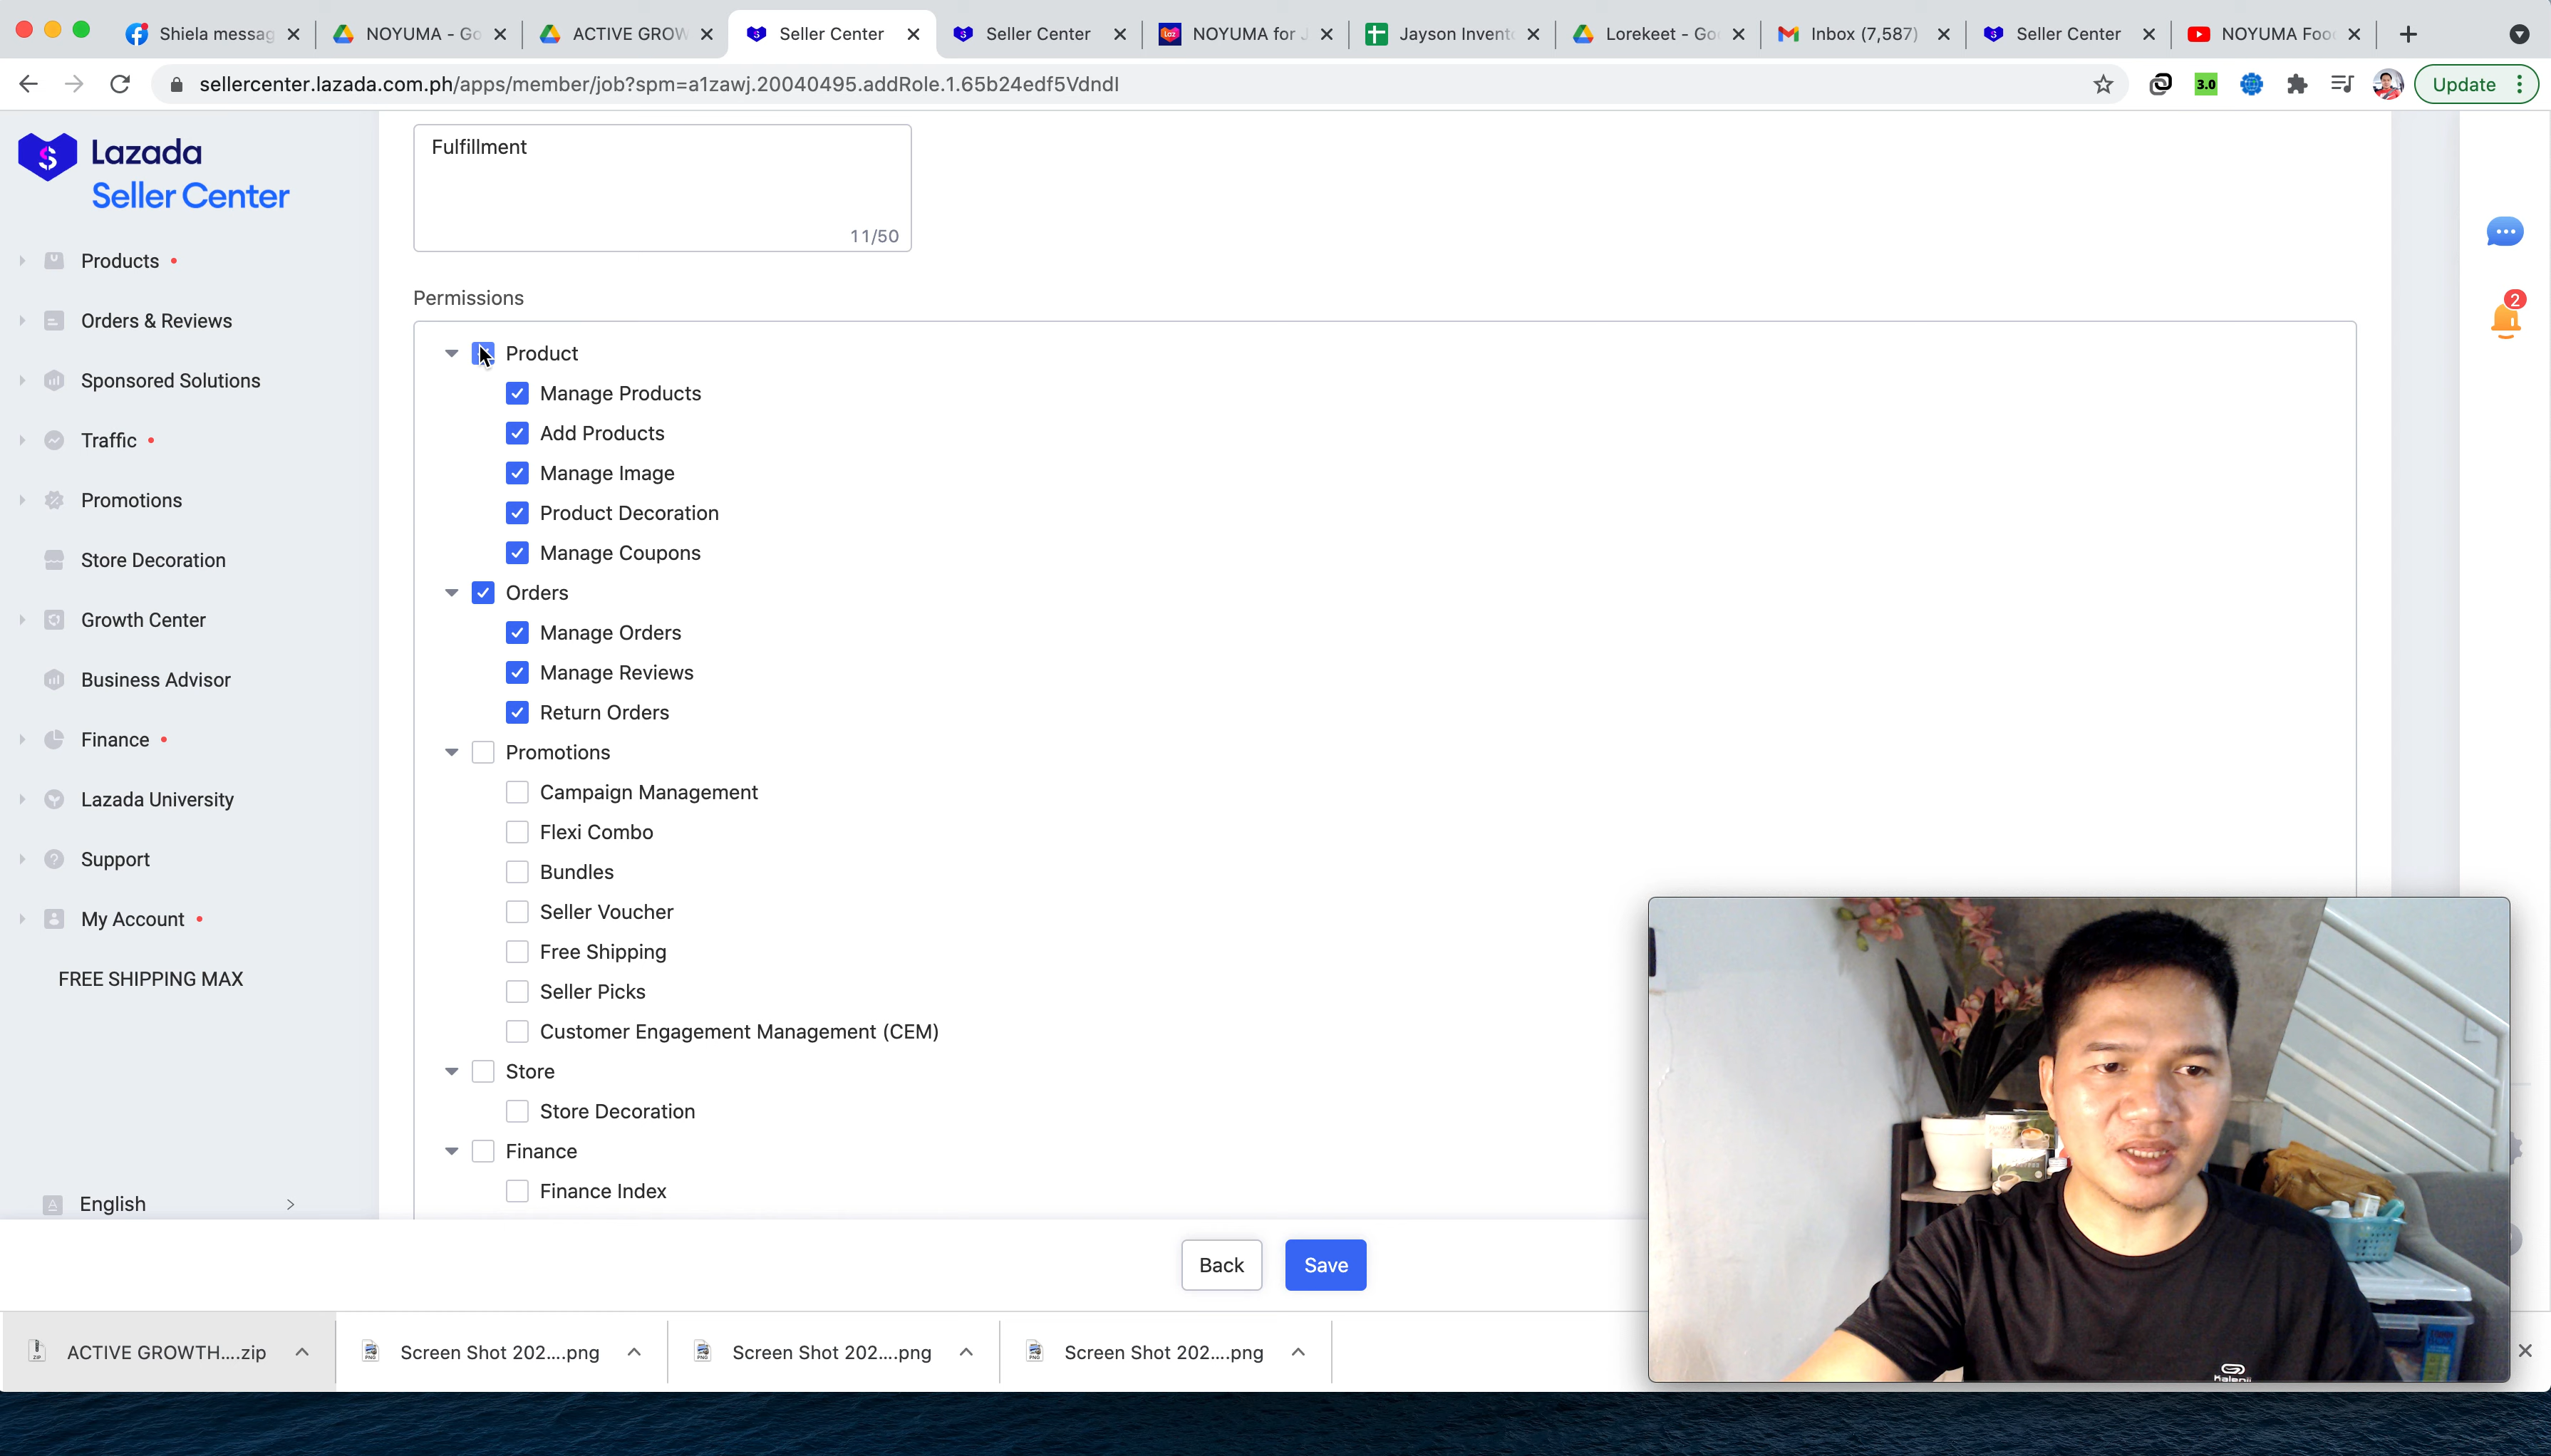 Shiela messag
NOYUMA - Go
ACTIVE GROW
Seller Center
Seller Center
NOYUMA for J
Jayson Invent
Lorekeet - Go
Inbox (7,587)
Seller Center
NOYUMA Foo
sellercenter.lazada.com.ph/apps/member/job?spm=a1zawj.20040495.addRole.1.65b24edf5VdndI
3.0
Update
Lazada
Seller Center
Products
Orders & Reviews
Sponsored Solutions
Traffic
Promotions
Store Decoration
Growth Center
Business Advisor
Finance
Lazada University
Support
My Account
FREE SHIPPING MAX
English
Fulfillment
11/50
Permissions
Product
Manage Products
Add Products
Manage Image
Product Decoration
Manage Coupons
Orders
Manage Orders
Manage Reviews
Return Orders
Promotions
Campaign Management
Flexi Combo
Bundles
Seller Voucher
Free Shipping
Seller Picks
Customer Engagement Management (CEM)
Store
Store Decoration
Finance
Finance Index
2
Back
Save
ACTIVE GROWTH....zip
Screen Shot 202....png
Screen Shot 202....png
Screen Shot 202....png